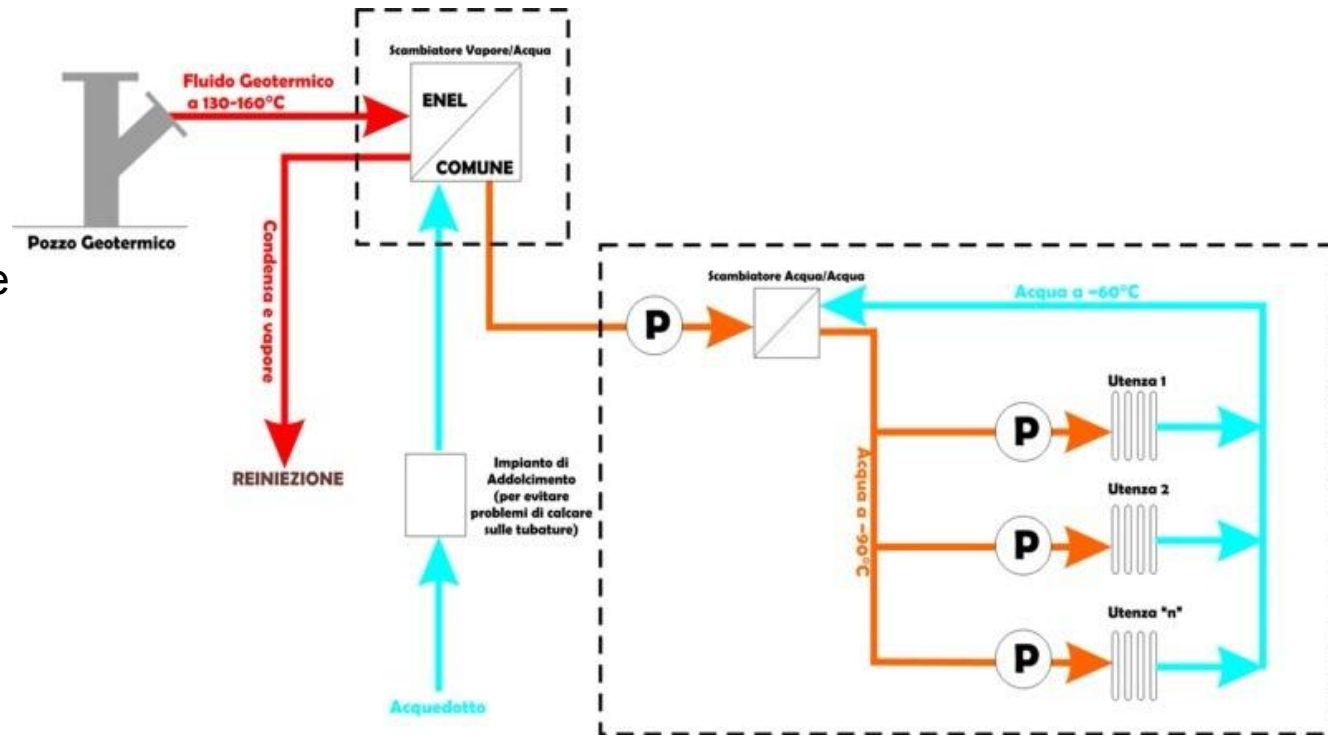 Scambiatore Vapore/Acqua
Fluido Geotermico
a 130-160°C
ENEL
COMUNE
Pozzo Geotermico
e
Condensa e vapore
REINIEZIONE
Impianto di
Addolcimento
(per evitare
problemi di calcare
sulle tubature)
Acquedotto
Scambiatore Acqua/Acqua
Acqua a ~60°C
P
Acqua a ~90°C
Utenza 1
P
Utenza 2
P
Utenza "n"
P